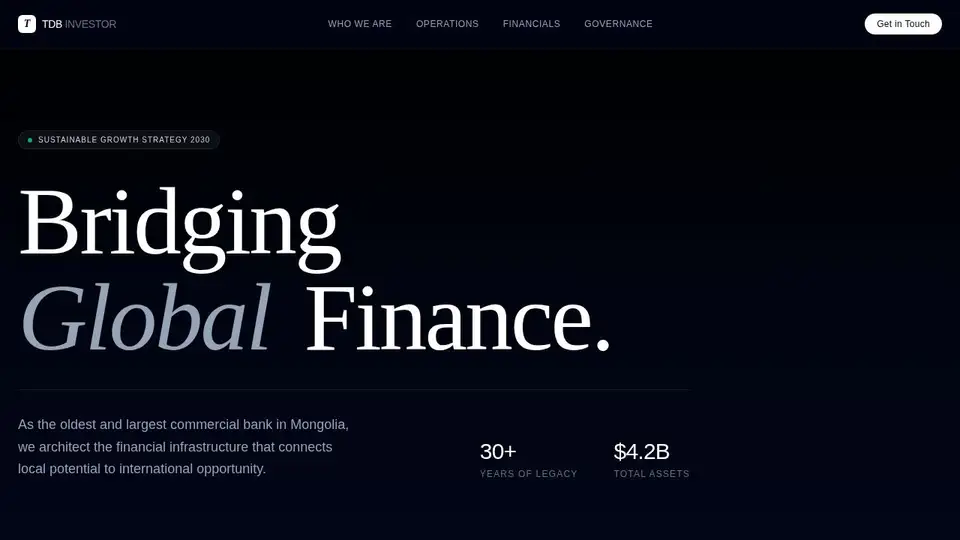 T TDB INVESTOR WHO WE ARE OPERATIONS FINANCIALS GOVERNANCE Get in Touch
SUSTAINABLE GROWTH STRATEGY 2030
Bridging
Global Finance.
As the oldest and largest commercial bank in Mongolia,
we architect the financial infrastructure that connects
local potential to international opportunity.
30+
YEARS OF LEGACY
$4.2B
TOTAL ASSETS